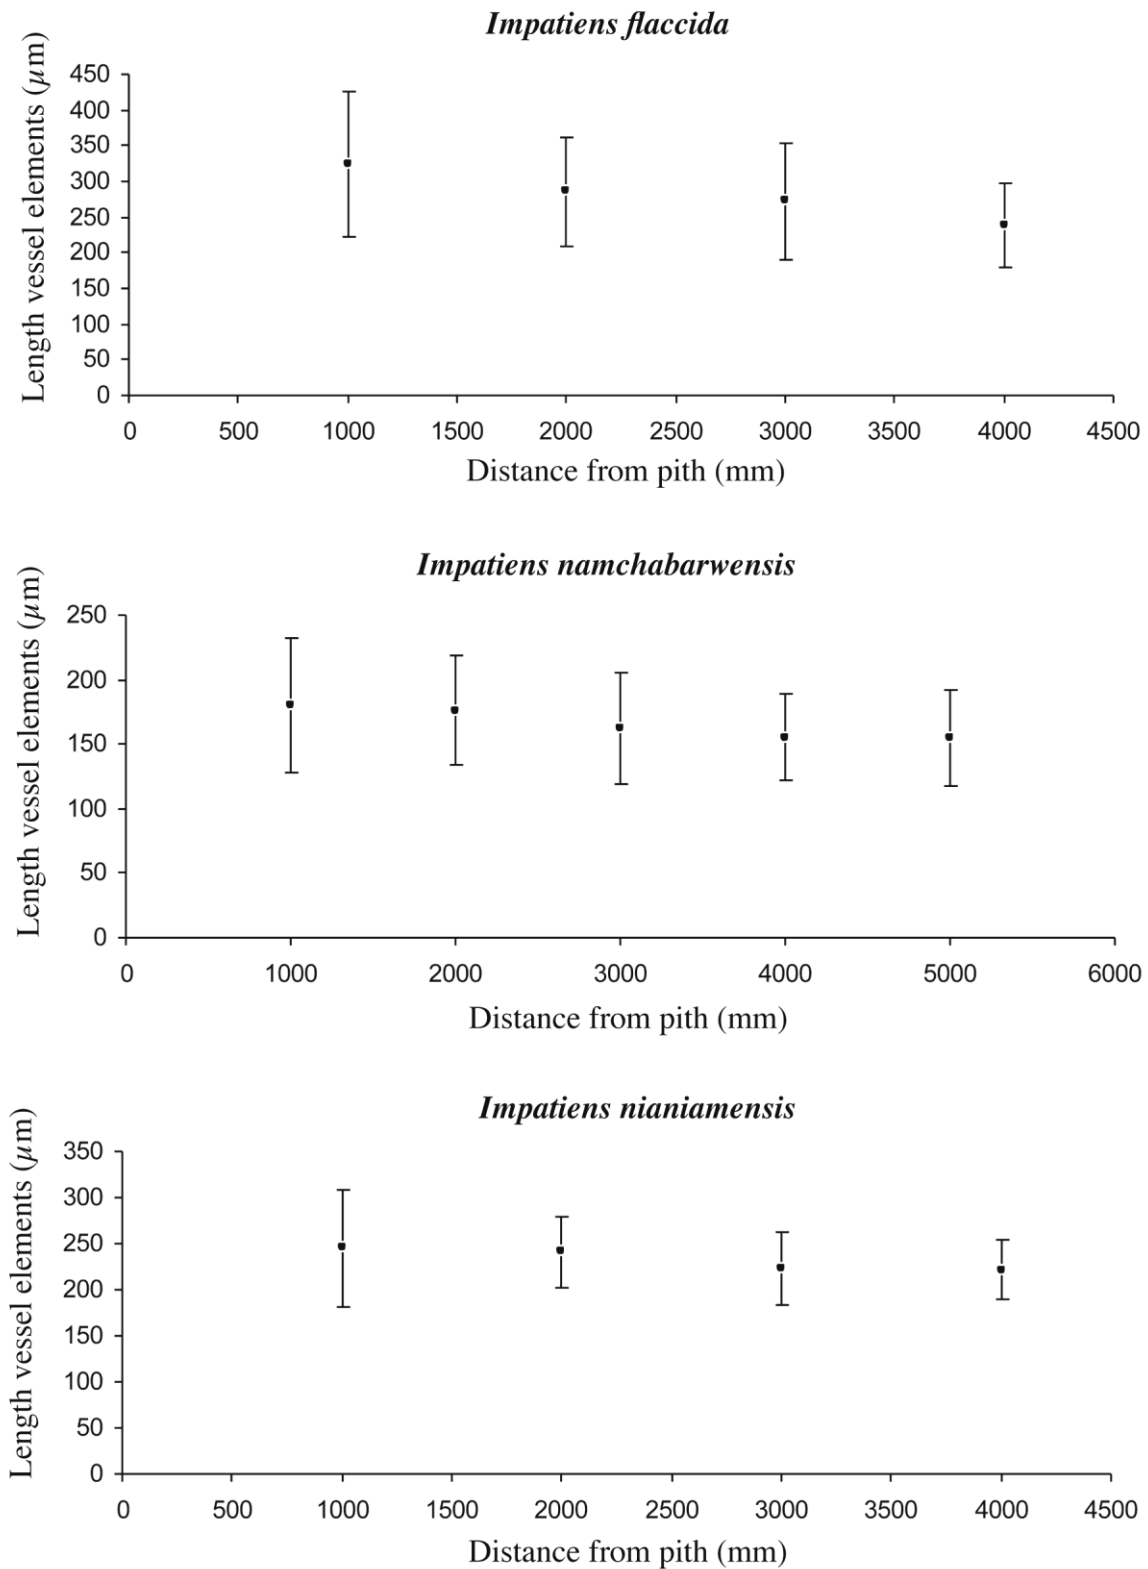 Impatiens flaccida
Length vessel elements (µm)
450
400
350
300
250
200
150
100
50
0
0 500 1000 1500 2000 2500 3000 3500 4000 4500
Distance from pith (mm)
Impatiens namchabarwensis
Length vessel elements (µm)
250
200
150
100
50
0
0 1000 2000 3000 4000 5000 6000
Distance from pith (mm)
Impatiens nianiamensis
Length vessel elements (µm)
350
300
250
200
150
100
50
0
0 500 1000 1500 2000 2500 3000 3500 4000 4500
Distance from pith (mm)